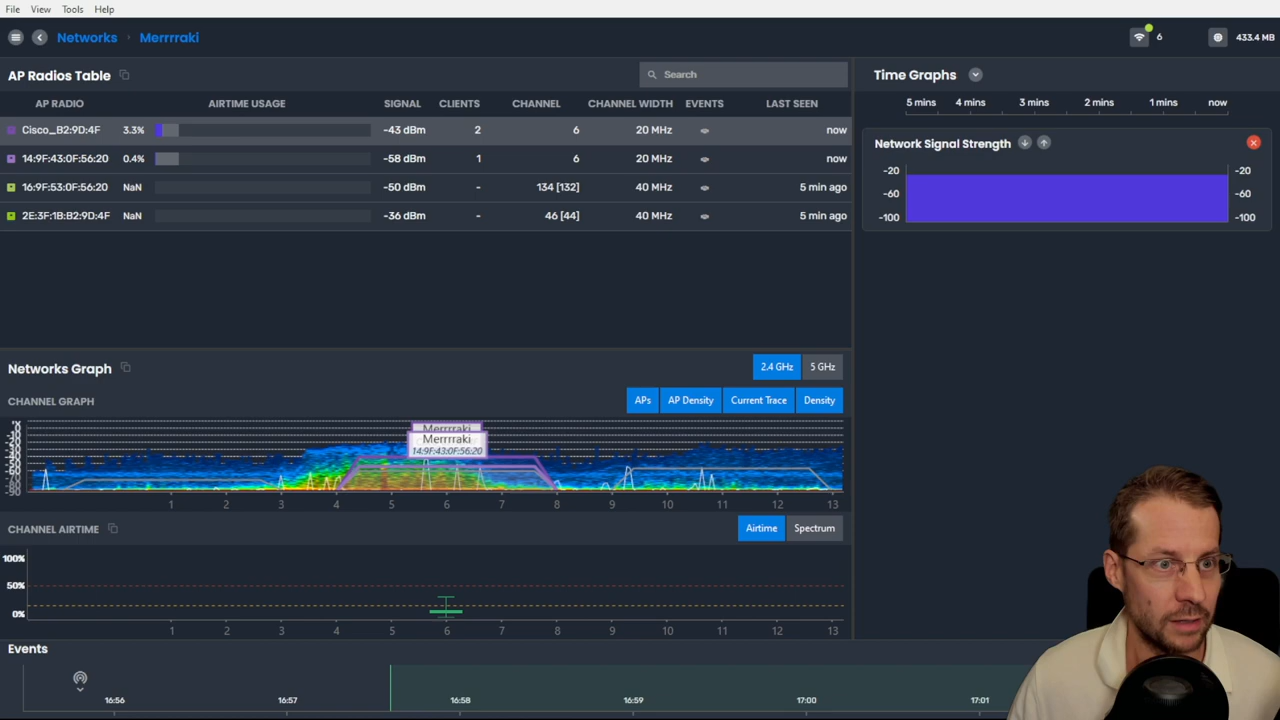 File View Tools Help
Networks › Merrrraki
6
433.4 MB
AP Radios Table
Search
AP RADIO AIRTIME USAGE SIGNAL CLIENTS CHANNEL CHANNEL WIDTH EVENTS LAST SEEN
Cisco_B2:9D:4F 3.3% -43 dBm 2 6 20 MHz now
14:9F:43:0F:56:20 0.4% -58 dBm 1 6 20 MHz now
16:9F:53:0F:56:20 NaN -50 dBm - 134 [132] 40 MHz 5 min ago
2E:3F:1B:B2:9D:4F NaN -36 dBm - 46 [44] 40 MHz 5 min ago
Time Graphs
5 mins 4 mins 3 mins 2 mins 1 mins now
Network Signal Strength
-20 -20
-60 -60
-100 -100
Networks Graph
2.4 GHz 5 GHz
CHANNEL GRAPH
APs AP Density Current Trace Density
Merrrraki
Merrrraki
14:9F:43:0F:56:20
-90
1 2 3 4 5 6 7 8 9 10 11 12 13
CHANNEL AIRTIME
Airtime Spectrum
100%
50%
0%
1 2 3 4 5 6 7 8 9 10 11 12 13
Events
16:56 16:57 16:58 16:59 17:00 17:01